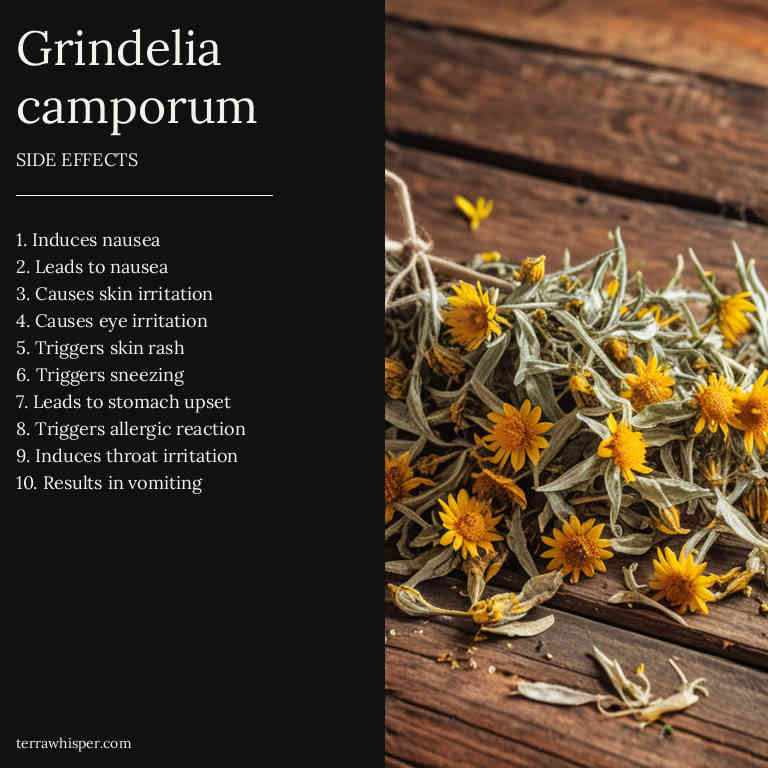 Grindelia
camporum
SIDE EFFECTS
1. Induces nausea
2. Leads to nausea
3. Causes skin irritation
4. Causes eye irritation
5. Triggers skin rash
6. Triggers sneezing
7. Leads to stomach upset
8. Triggers allergic reaction
9. Induces throat irritation
10. Results in vomiting
terrawhisper.com